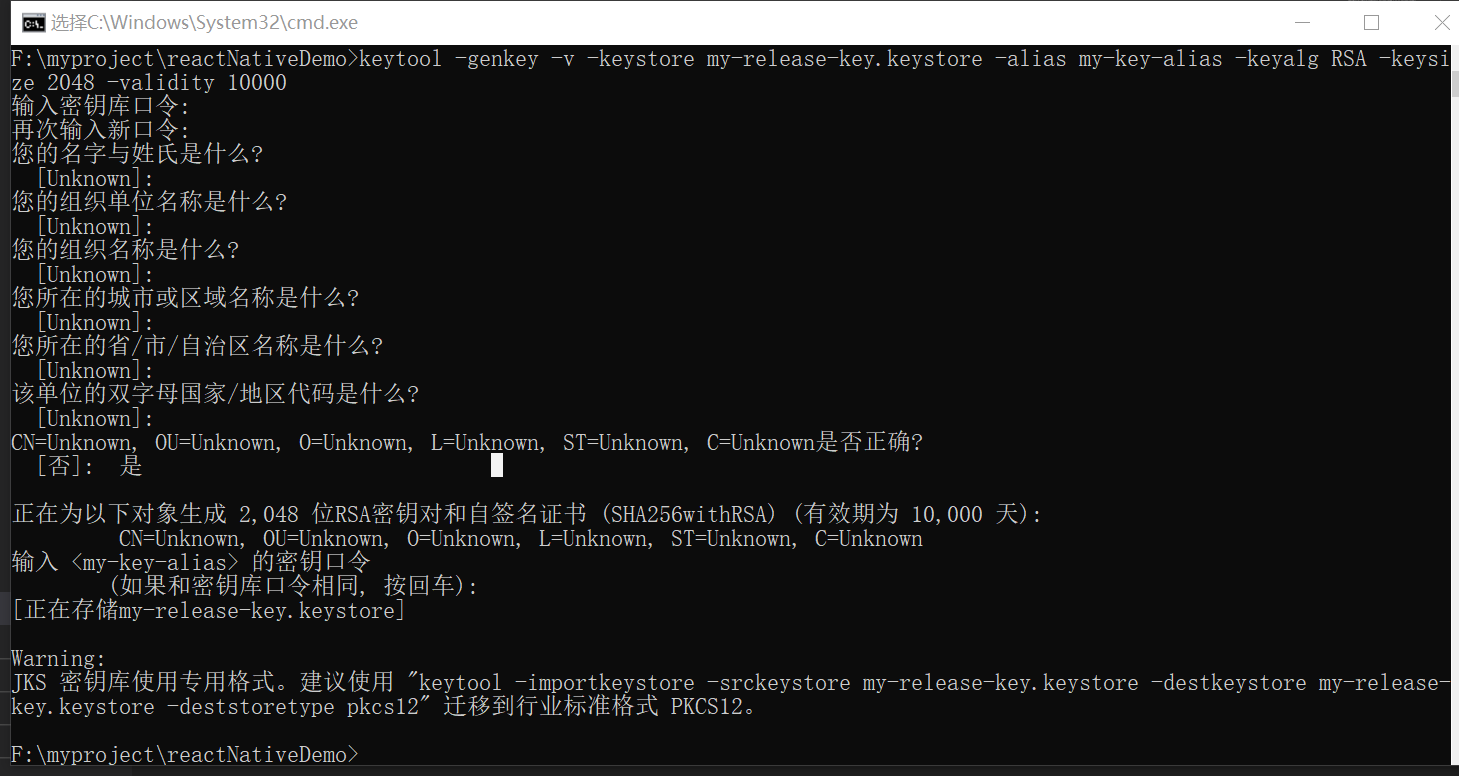 选择C:\Windows\System32\cmd.exe
F:\myproject\reactNativeDemo>keytool -genkey -v -keystore my-release-key.keystore -alias my-key-alias -keyalg RSA -keysi
ze 2048 -validity 10000
输入密钥库口令:
再次输入新口令:
您的名字与姓氏是什么?
  [Unknown]:
您的组织单位名称是什么?
  [Unknown]:
您的组织名称是什么?
  [Unknown]:
您所在的城市或区域名称是什么?
  [Unknown]:
您所在的省/市/自治区名称是什么?
  [Unknown]:
该单位的双字母国家/地区代码是什么?
  [Unknown]:
CN=Unknown, OU=Unknown, O=Unknown, L=Unknown, ST=Unknown, C=Unknown是否正确?
  [否]:  是
正在为以下对象生成 2,048 位RSA密钥对和自签名证书 (SHA256withRSA) (有效期为 10,000 天):
         CN=Unknown, OU=Unknown, O=Unknown, L=Unknown, ST=Unknown, C=Unknown
输入 <my-key-alias> 的密钥口令
        (如果和密钥库口令相同, 按回车):
[正在存储my-release-key.keystore]
Warning:
JKS 密钥库使用专用格式。建议使用 "keytool -importkeystore -srckeystore my-release-key.keystore -destkeystore my-release-
key.keystore -deststoretype pkcs12" 迁移到行业标准格式 PKCS12。
F:\myproject\reactNativeDemo>